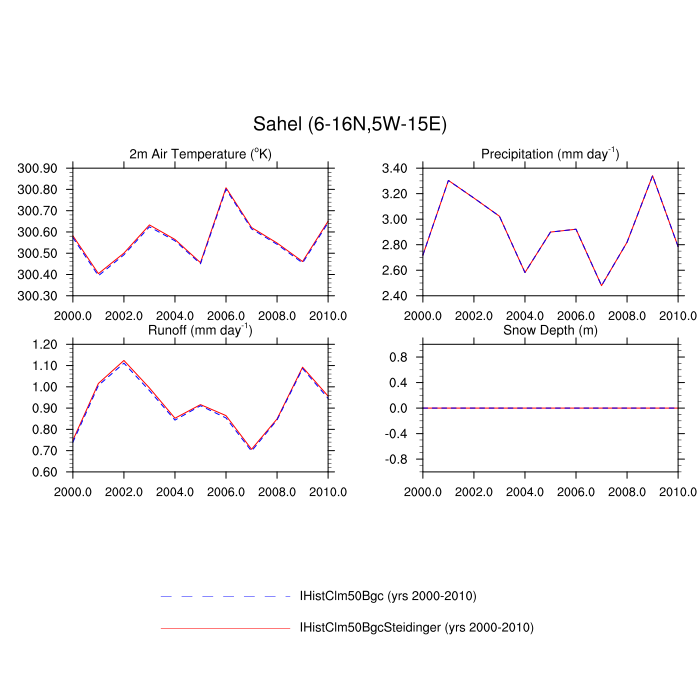 Sahel (6-16N,5W-15E)
2m Air Temperature (°K)
300.90
300.80
300.70
300.60
300.50
300.40
300.30
2000.0 2002.0 2004.0 2006.0 2008.0 2010.0
Precipitation (mm day⁻¹)
3.40
3.20
3.00
2.80
2.60
2.40
2000.0 2002.0 2004.0 2006.0 2008.0 2010.0
Runoff (mm day⁻¹)
1.20
1.10
1.00
0.90
0.80
0.70
0.60
2000.0 2002.0 2004.0 2006.0 2008.0 2010.0
Snow Depth (m)
0.8
0.4
0.0
-0.4
-0.8
2000.0 2002.0 2004.0 2006.0 2008.0 2010.0
IHistClm50Bgc (yrs 2000-2010)
IHistClm50BgcSteidinger (yrs 2000-2010)